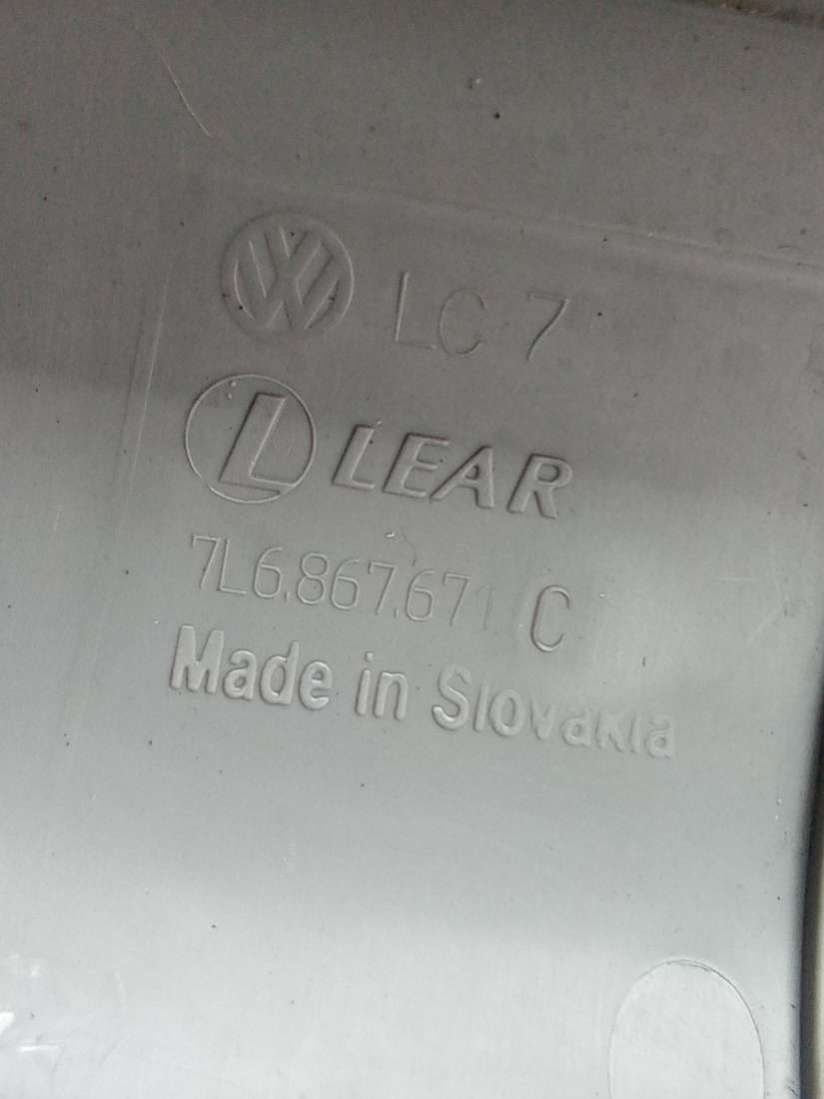 LC 7
L LEAR
7L6.867.671 C
Made in Slovakia